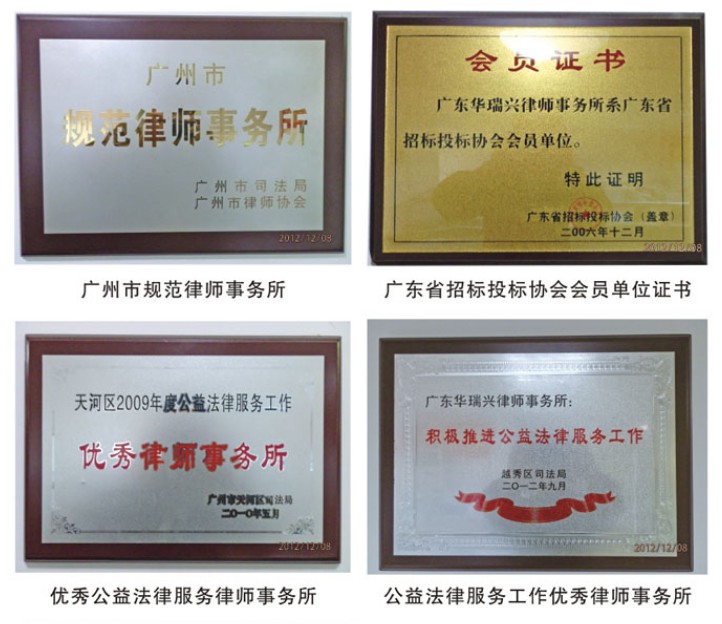 广州市
规范律师事务所
广州市司法局
广州市律师协会
2012/12/08
广州市规范律师事务所
会员证书
广东华瑞兴律师事务所系广东省
招标投标协会会员单位。
特此证明
广东省招标投标协会（盖章）
二00六年十二月
2012/12/08
广东省招标投标协会会员单位证书
天河区2009年度公益法律服务工作
优秀律师事务所
广州市天河区司法局
二○一○年五月
2012/12/08
优秀公益法律服务律师事务所
广东华瑞兴律师事务所：
积极推进公益法律服务工作
越秀区司法局
二○一二年九月
2012/12/08
公益法律服务工作优秀律师事务所